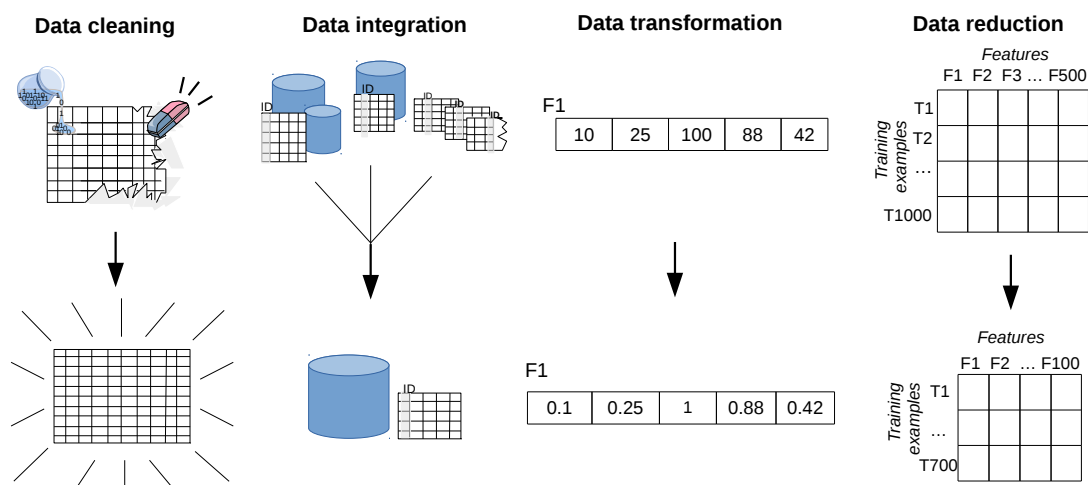 Data cleaning
Data integration
Data transformation
Data reduction
Features
F1 F2 F3 … F500
Training examples
T1
T2
…
T1000
ID
ID
ID
ID
ID
F1
10 25 100 88 42
ID
F1
0.1 0.25 1 0.88 0.42
Features
F1 F2 … F100
Training examples
T1
…
T700